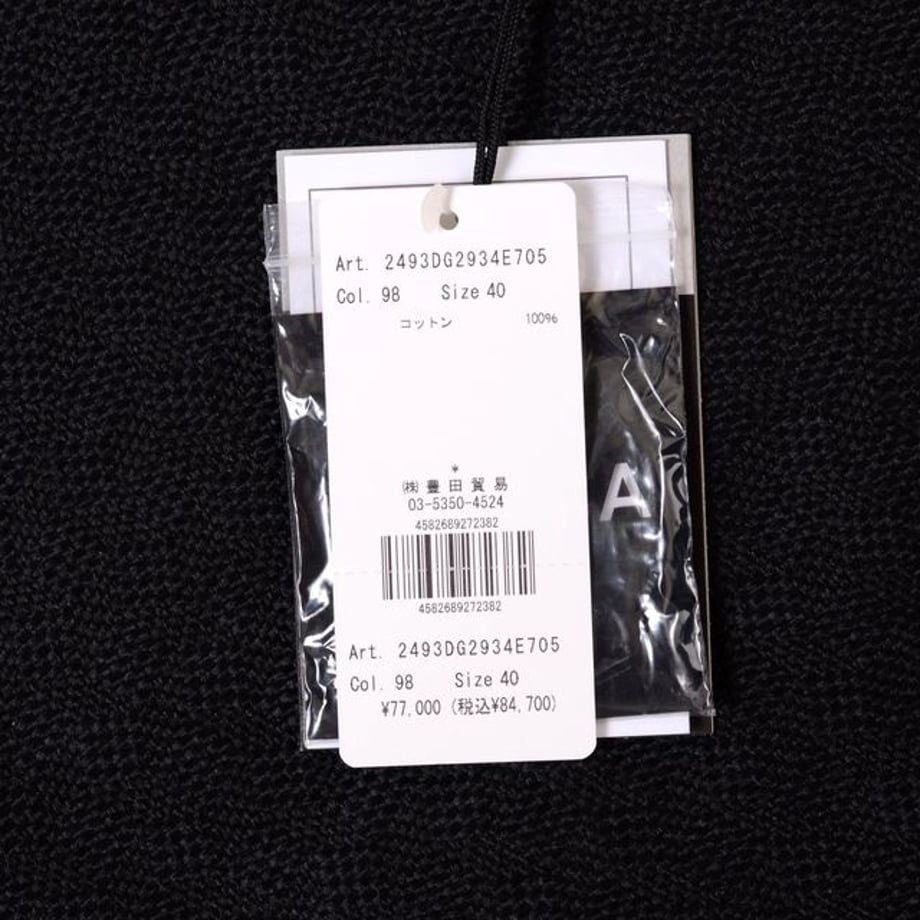 Art. 2493DG2934E705
Col. 98 Size 40
コットン 100%
*
㈱豊田貿易
03-5350-4524
4582689272382
4582689272382
Art. 2493DG2934E705
Col. 98 Size 40
¥77,000 (税込¥84,700)
A